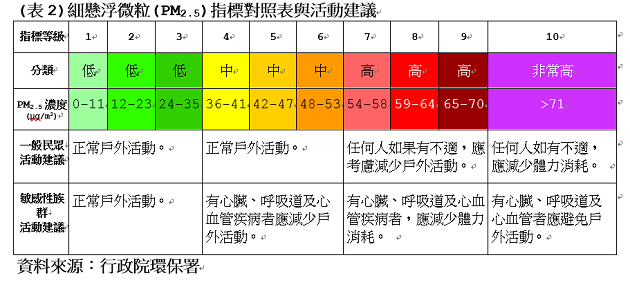 (表 2)細懸浮微粒(PM2.5)指標對照表與活動建議
指標等級 1 2 3 4 5 6 7 8 9 10
分類 低 低 低 中 中 中 高 高 高 非常高
PM2.5 濃度 0-11 12-23 24-35 36-41 42-47 48-53 54-58 59-64 65-70 >71
(μg/m3)
一般民眾
活動建議
正常戶外活動。
正常戶外活動。
任何人如果有不適，應
考慮減少戶外活動。
任何人如有不適，
應減少體力消耗。
敏感性族
群
活動建議
正常戶外活動。
有心臟、呼吸道及心
血管疾病者應減少戶
外活動。
有心臟、呼吸道及心血
管疾病者，應減少體力
消耗。
有心臟、呼吸道及
心血管者應避免戶
外活動。
資料來源：行政院環保署